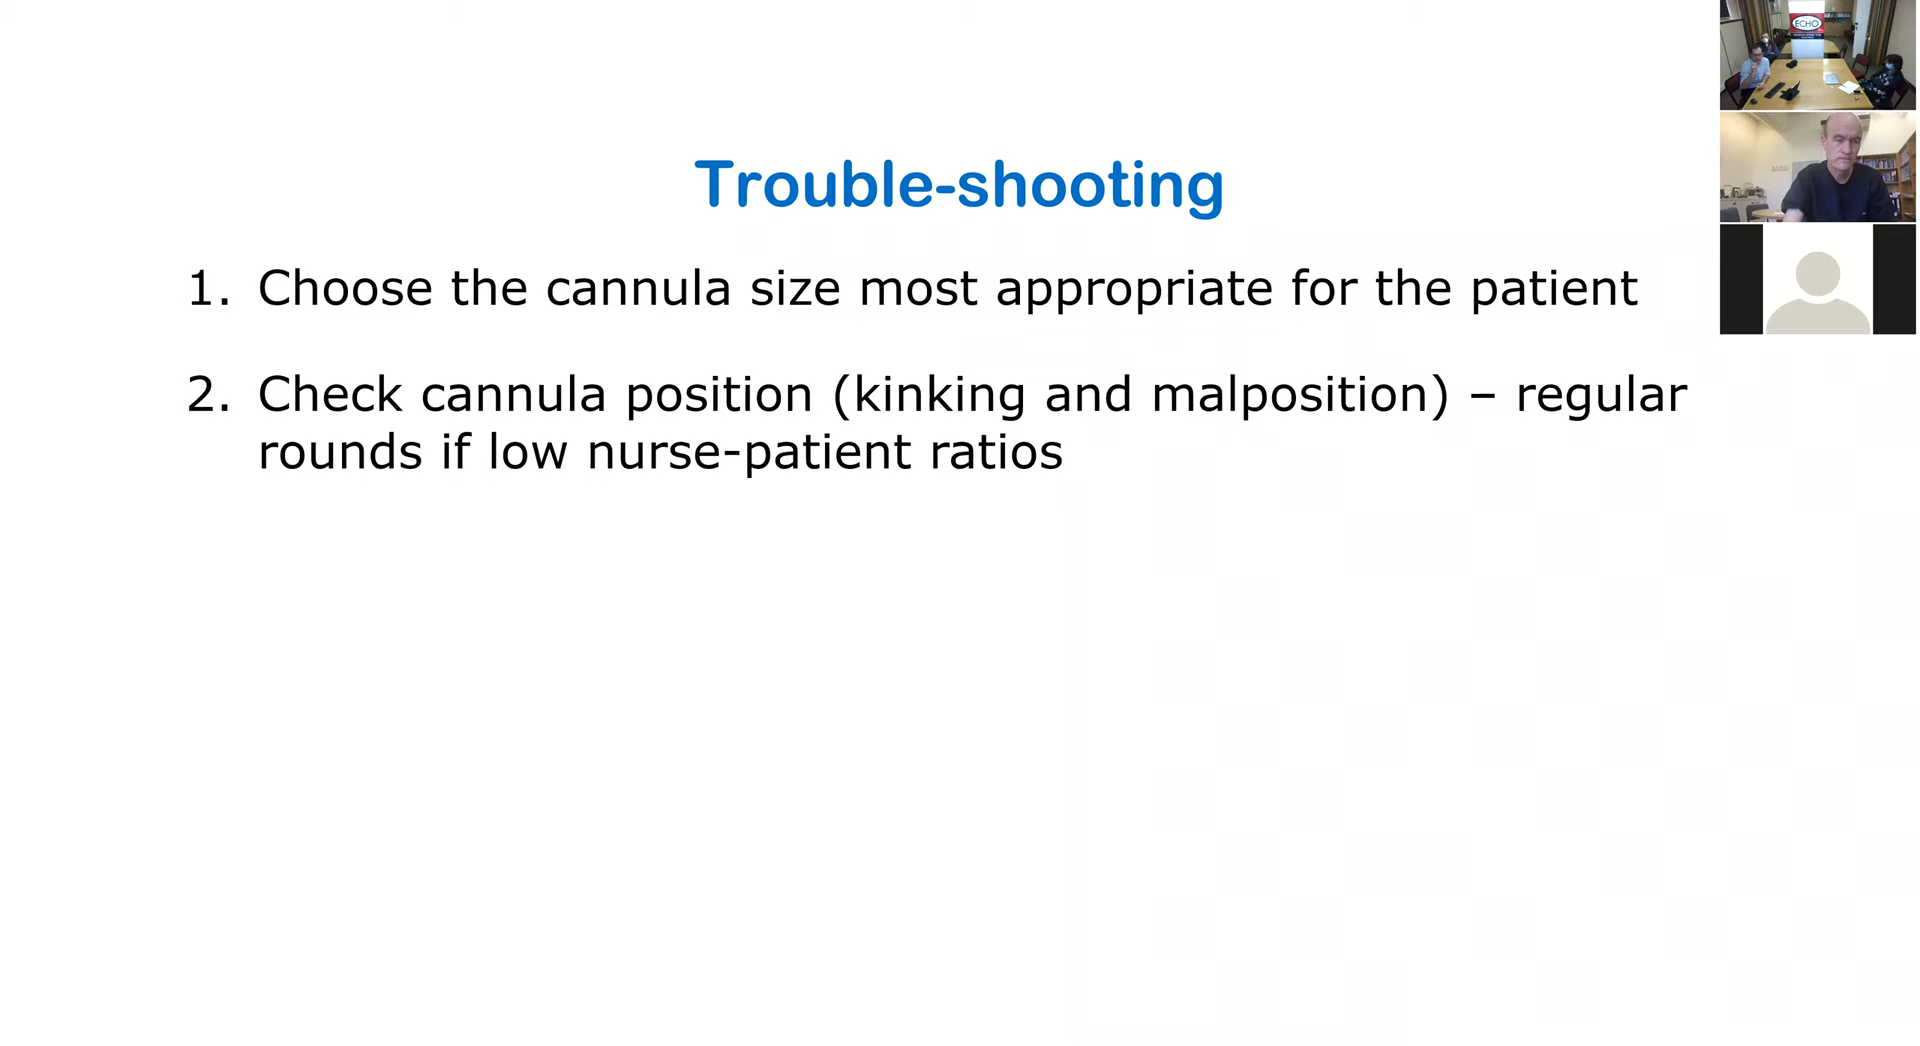 ECHO
Trouble-shooting
1. Choose the cannula size most appropriate for the patient
2. Check cannula position (kinking and malposition) – regular
rounds if low nurse-patient ratios